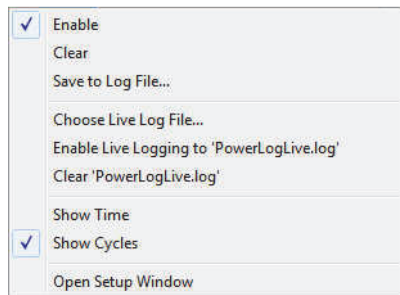 Enable
Clear
Save to Log File...
Choose Live Log File...
Enable Live Logging to 'PowerLogLive.log'
Clear 'PowerLogLive.log'
Show Time
Show Cycles
Open Setup Window